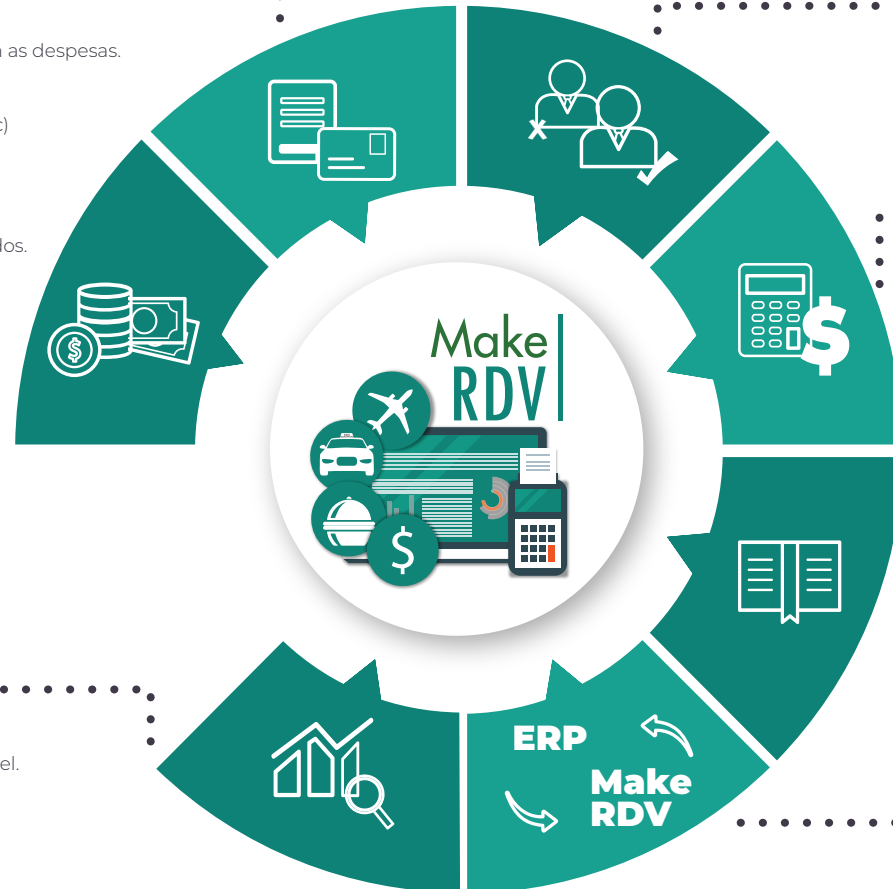 as despesas.
c)
dos.
Make
RDV
$
$
$
ERP
Make
RDV
el.